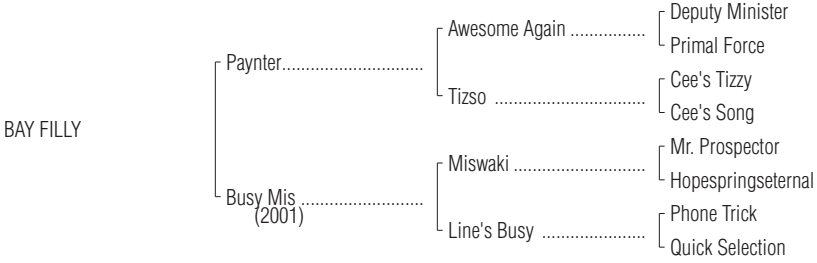 Deputy Minister
Awesome Again ................
Primal Force
Paynter..............................
Cee's Tizzy
Tizso ................................
Cee's Song
BAY FILLY
Mr. Prospector
Miswaki ............................
Hopespringseternal
Busy Mis ..........................
(2001)
Phone Trick
Line's Busy ......................
Quick Selection